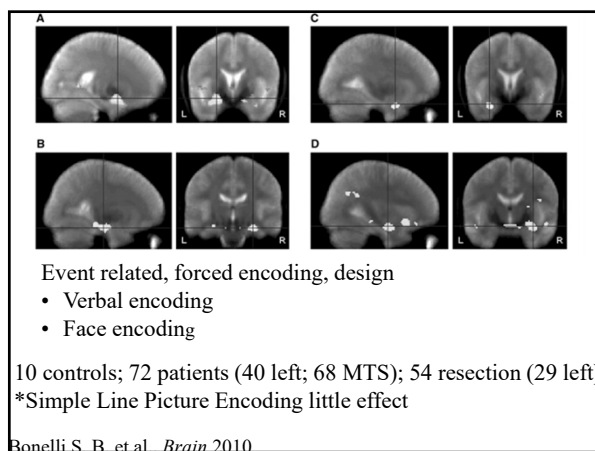 A
C
L
R
L
R
B
D
L
R
L
R
Event related, forced encoding, design
• Verbal encoding
• Face encoding
10 controls; 72 patients (40 left; 68 MTS); 54 resection (29 left)
*Simple Line Picture Encoding little effect
Bonelli S. B. et al., Brain 2010